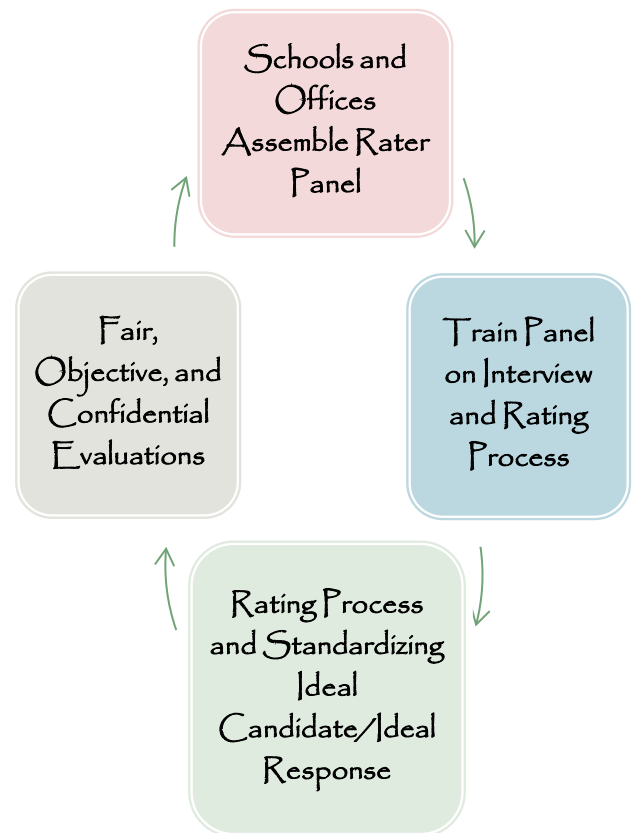 Schools and
Offices
Assemble Rater
Panel
Train Panel
on Interview
and Rating
Process
Rating Process
and Standardizing
Ideal
Candidate/Ideal
Response
Fair,
Objective, and
Confidential
Evaluations